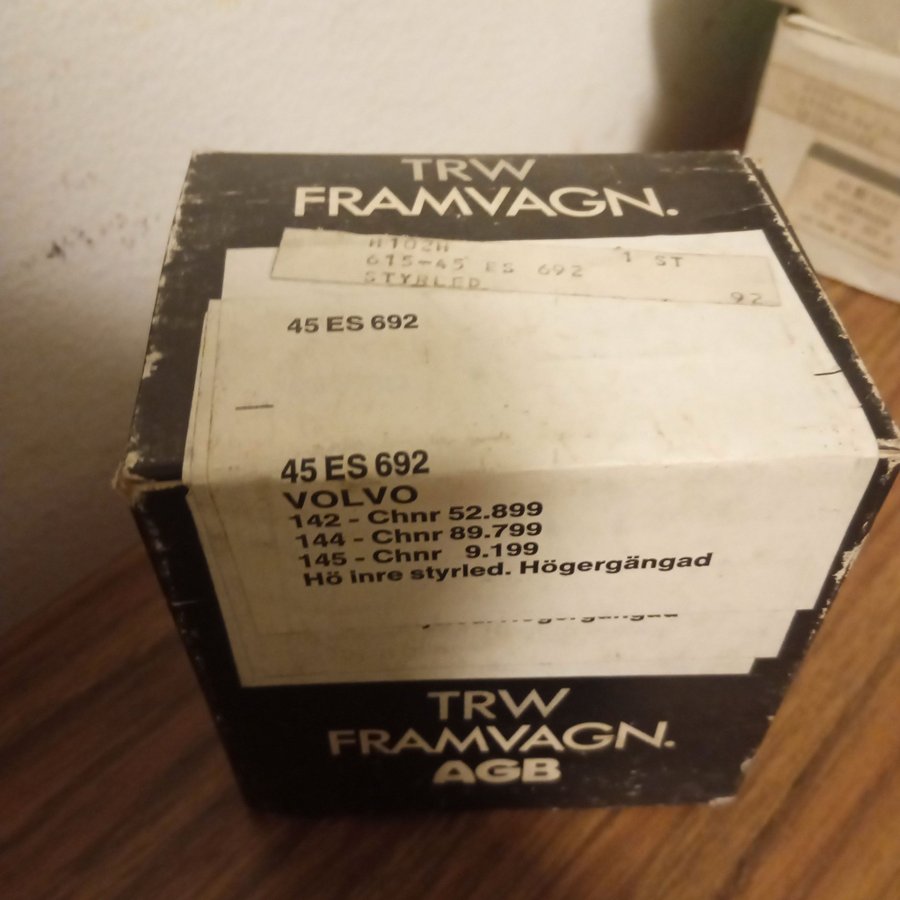 TRW
FRAMVAGN.
H102H
615-45 ES 692 1 ST
STYRLED 92
45 ES 692
45 ES 692
VOLVO
142 - Chnr 52.899
144 - Chnr 89.799
145 - Chnr 9.199
Hö inre styrled. Högergängad
TRW
FRAMVAGN.
AGB